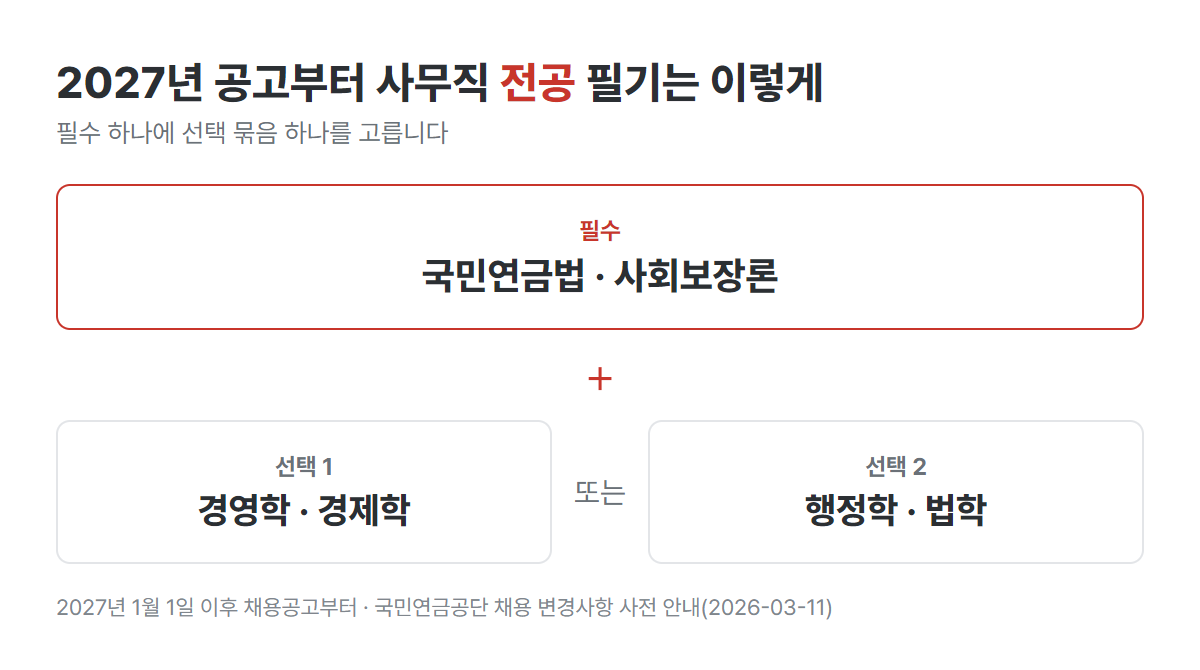 2027년 공고부터 사무직 전공 필기는 이렇게
필수 하나에 선택 묶음 하나를 고릅니다
필수
국민연금법 · 사회보장론
+
선택 1
경영학 · 경제학
또는
선택 2
행정학 · 법학
2027년 1월 1일 이후 채용공고부터 · 국민연금공단 채용 변경사항 사전 안내(2026-03-11)